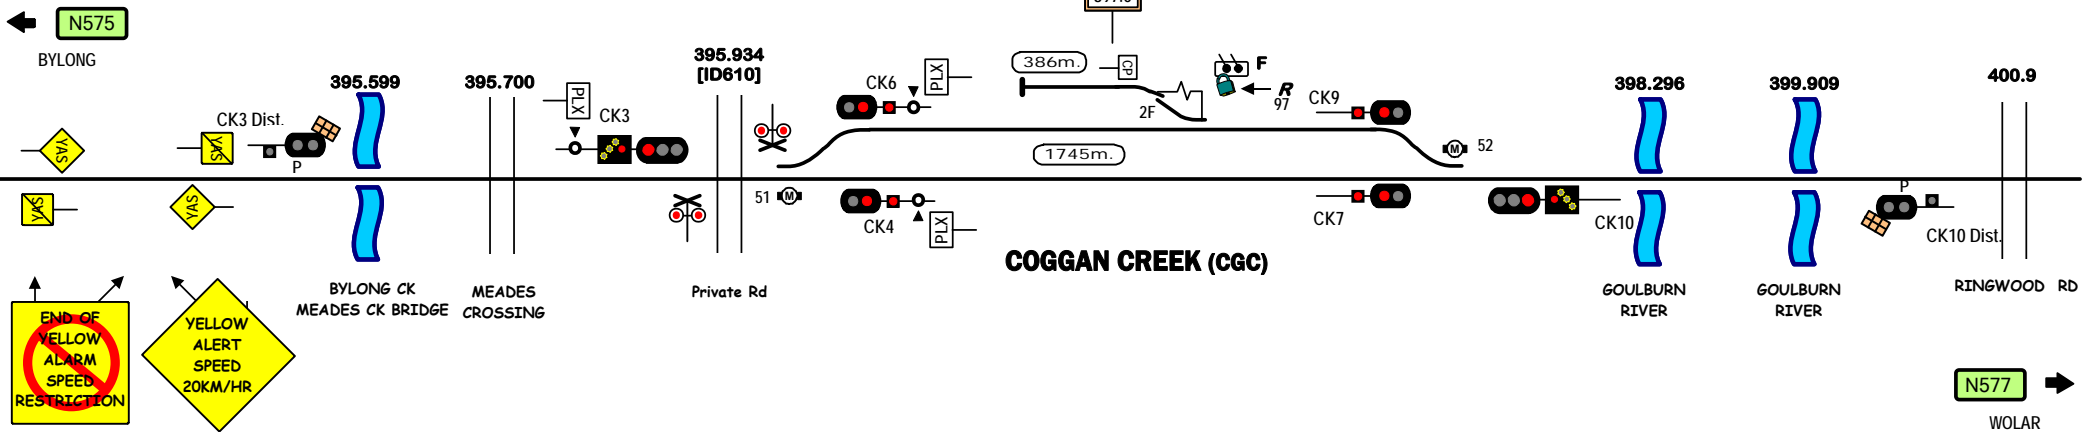 N575
BYLONG
395.599
395.700
395.934
[ID610]
386m.
CP
F
R
97
398.296
399.909
400.9
CK3 Dist.
P
YAS
YAS
PLX
CK3
CK6
PLX
2F
CK9
52
1745m.
YAS
YAS
51
M
M
CK4
PLX
CK7
CK10
P
CK10 Dist.
COGGAN CREEK (CGC)
BYLONG CK
MEADES CK BRIDGE
MEADES
CROSSING
Private Rd
GOULBURN
RIVER
GOULBURN
RIVER
RINGWOOD RD
END OF
YELLOW
ALARM
SPEED
RESTRICTION
YELLOW
ALERT
SPEED
20KM/HR
N577
WOLAR